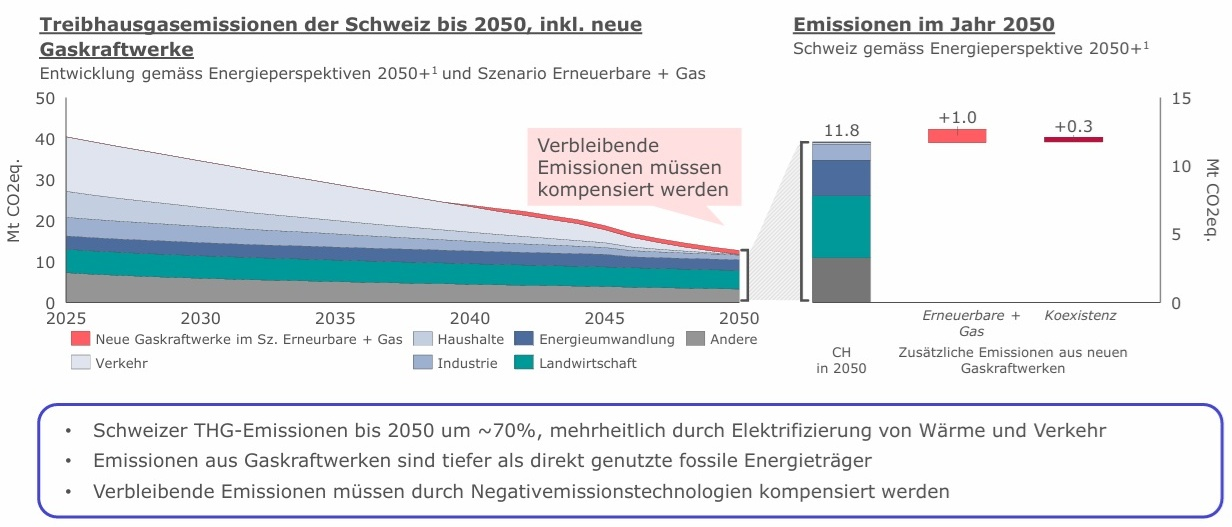 Treibhausgasemissionen der Schweiz bis 2050, inkl. neue
Gaskraftwerke
Entwicklung gemäss Energieperspektiven 2050+¹ und Szenario Erneuerbare + Gas
50
40
30
20
10
0
Mt CO2eq.
2025
2030
2035
2040
2045
2050
Verbleibende
Emissionen müssen
kompensiert werden
Neue Gaskraftwerke im Sz. Erneurbare + Gas
Haushalte
Energieumwandlung
Andere
Verkehr
Industrie
Landwirtschaft
Emissionen im Jahr 2050
Schweiz gemäss Energieperspektive 2050+¹
11.8
+1.0
+0.3
15
10
5
0
Mt CO2eq.
Erneuerbare +
Gas
Koexistenz
CH
in 2050
Zusätzliche Emissionen aus neuen
Gaskraftwerken
• Schweizer THG-Emissionen bis 2050 um ~70%, mehrheitlich durch Elektrifizierung von Wärme und Verkehr
• Emissionen aus Gaskraftwerken sind tiefer als direkt genutzte fossile Energieträger
• Verbleibende Emissionen müssen durch Negativemissionstechnologien kompensiert werden